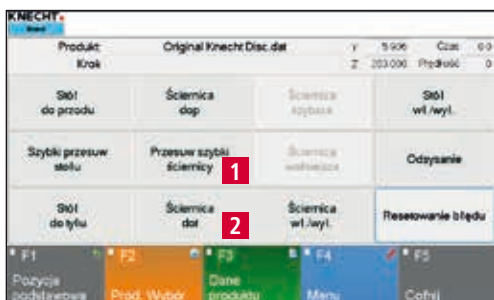 KNECHT.
Produkt Original Knecht Disc.dat Y 5.906 Czas 0.0
Krok Z 203.000 Prędkość 0
Stół do przodu
Ściernica dop
Ściernica szybsza
Stół wł./wył.
Szybki przesuw stołu
Przesuw szybki ściernicy
1
Ściernica wolniejsza
Odsysanie
Stół do tyłu
Ściernica dot
2
Ściernica wł./wył.
Resetowanie błędu
F1 F2 F3 F4 F5
Pozycja podstawowa
Prod. Wybór
Dane produktu
Menu
Cofnij